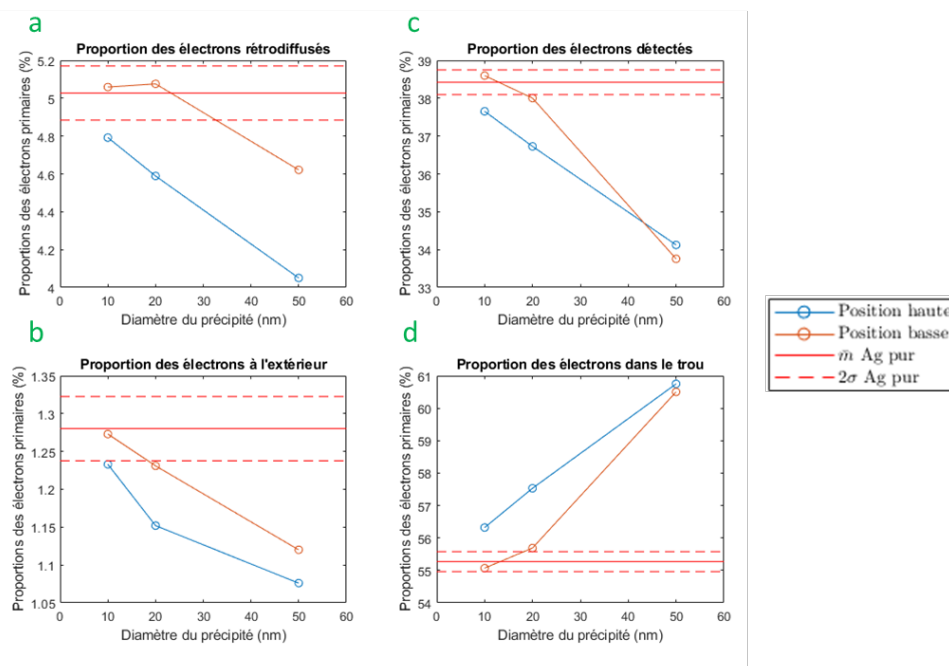 a
Proportion des électrons rétrodiffusés
Proportions des électrons primaires (%)
5.2
5
4.8
4.6
4.4
4.2
4
0 10 20 30 40 50 60
Diamètre du précipité (nm)
c
Proportion des électrons détectés
Proportions des électrons primaires (%)
39
38
37
36
35
34
33
0 10 20 30 40 50 60
Diamètre du précipité (nm)
b
Proportion des électrons à l'extérieur
Proportion des électrons primaires (%)
1.35
1.3
1.25
1.2
1.15
1.1
1.05
0 10 20 30 40 50 60
Diamètre du précipité (nm)
d
Proportion des électrons dans le trou
Proportion des électrons primaires (%)
61
60
59
58
57
56
55
54
0 10 20 30 40 50 60
Diamètre du précipité (nm)
Position haute
Position basse
m̄ Ag pur
2σ Ag pur